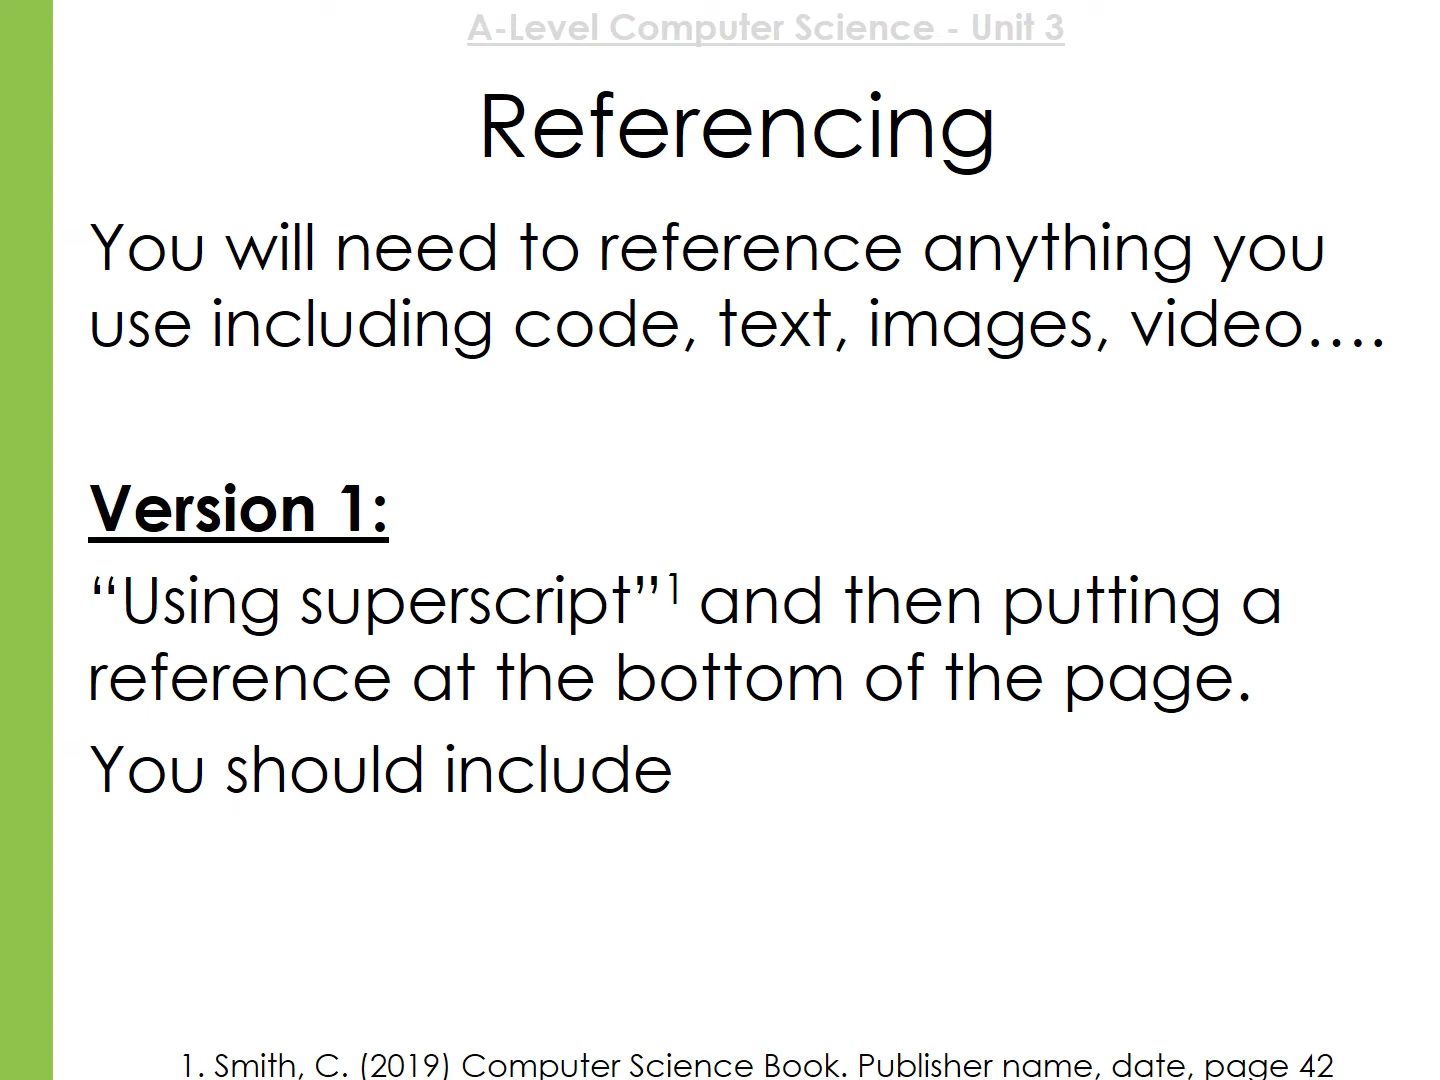 A-Level Computer Science - Unit 3
Referencing
You will need to reference anything you
use including code, text, images, video....
Version 1:
“Using superscript”¹ and then putting a
reference at the bottom of the page.
You should include
1. Smith, C. (2019) Computer Science Book. Publisher name, date, page 42